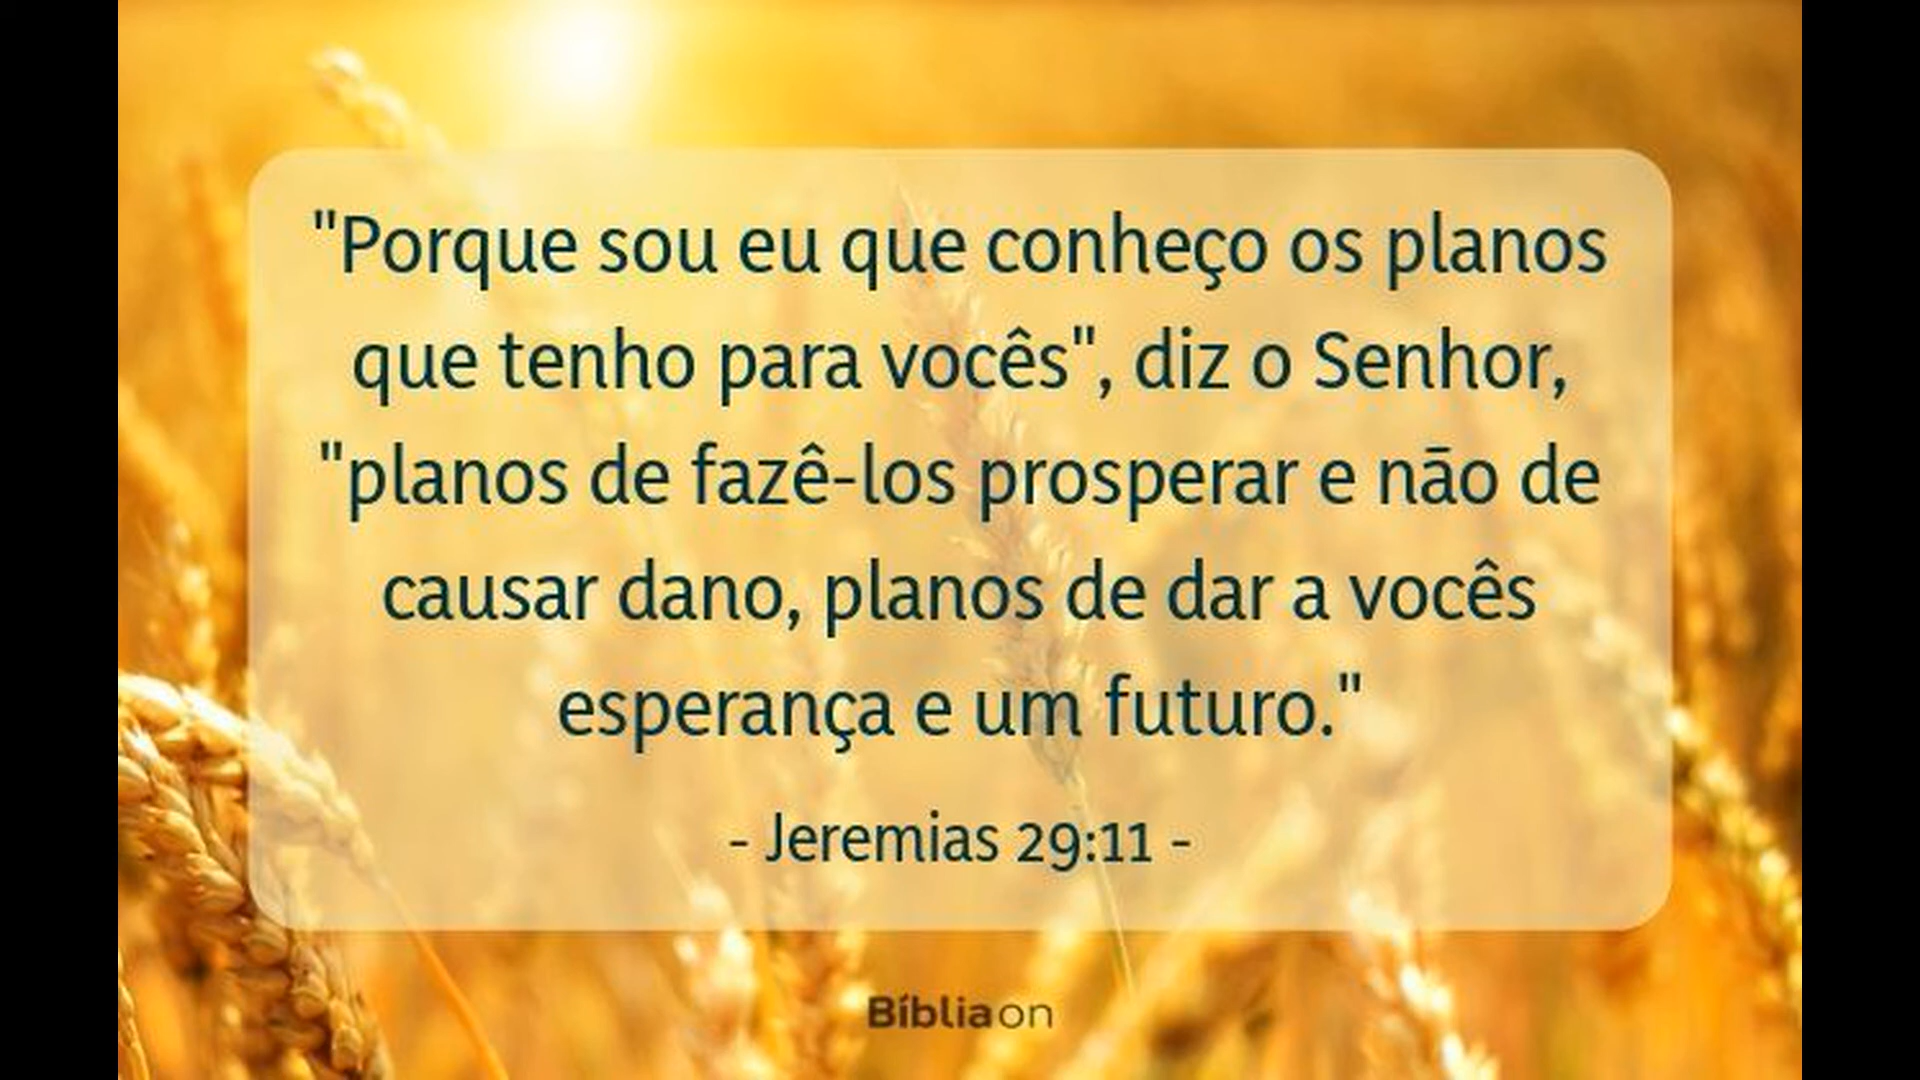 "Porque sou eu que conheço os planos
que tenho para vocês", diz o Senhor,
"planos de fazê-los prosperar e não de
causar dano, planos de dar a vocês
esperança e um futuro."
- Jeremias 29:11 -
Bíbliaon